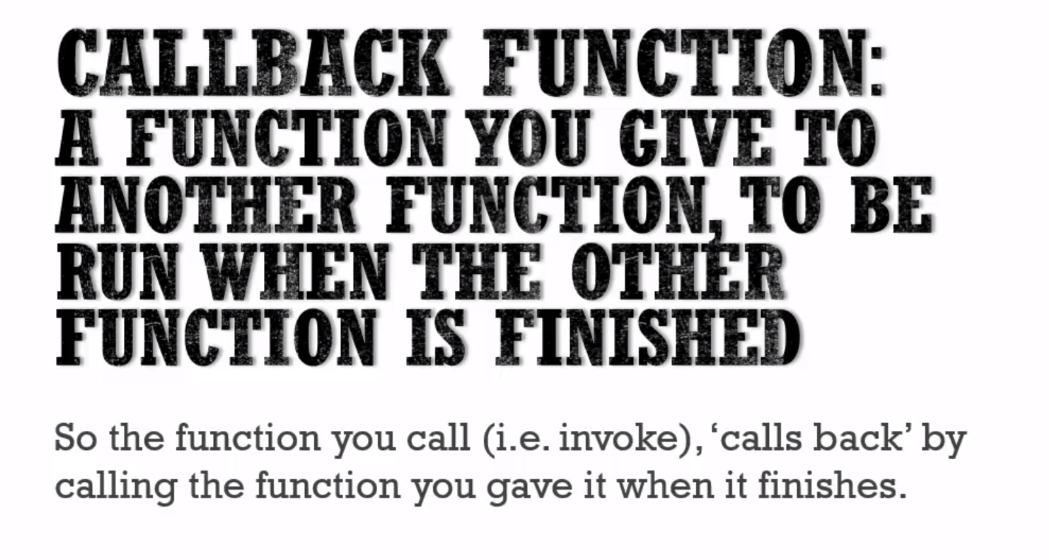 CALLBACK FUNCTION:
A FUNCTION YOU GIVE TO
ANOTHER FUNCTION, TO BE
RUN WHEN THE OTHER
FUNCTION IS FINISHED
So the function you call (i.e. invoke), ‘calls back’ by
calling the function you gave it when it finishes.